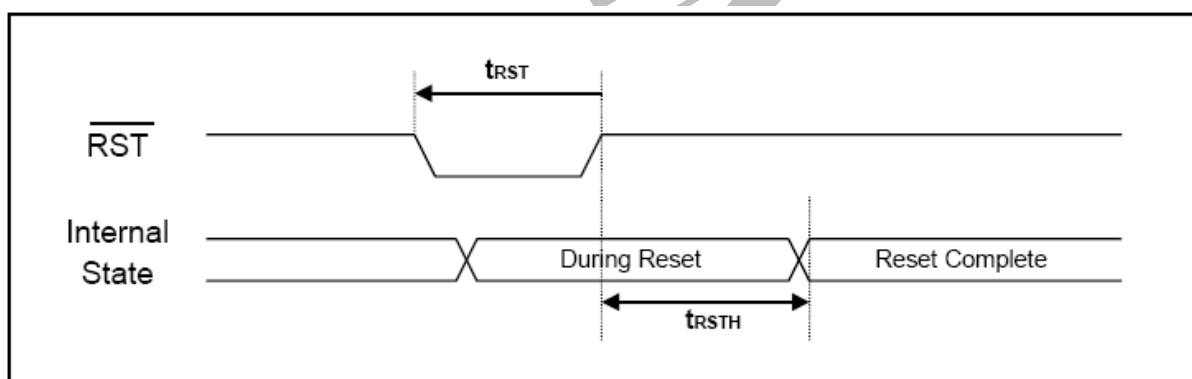 tRST
RST
Internal
State
During Reset
Reset Complete
tRSTH